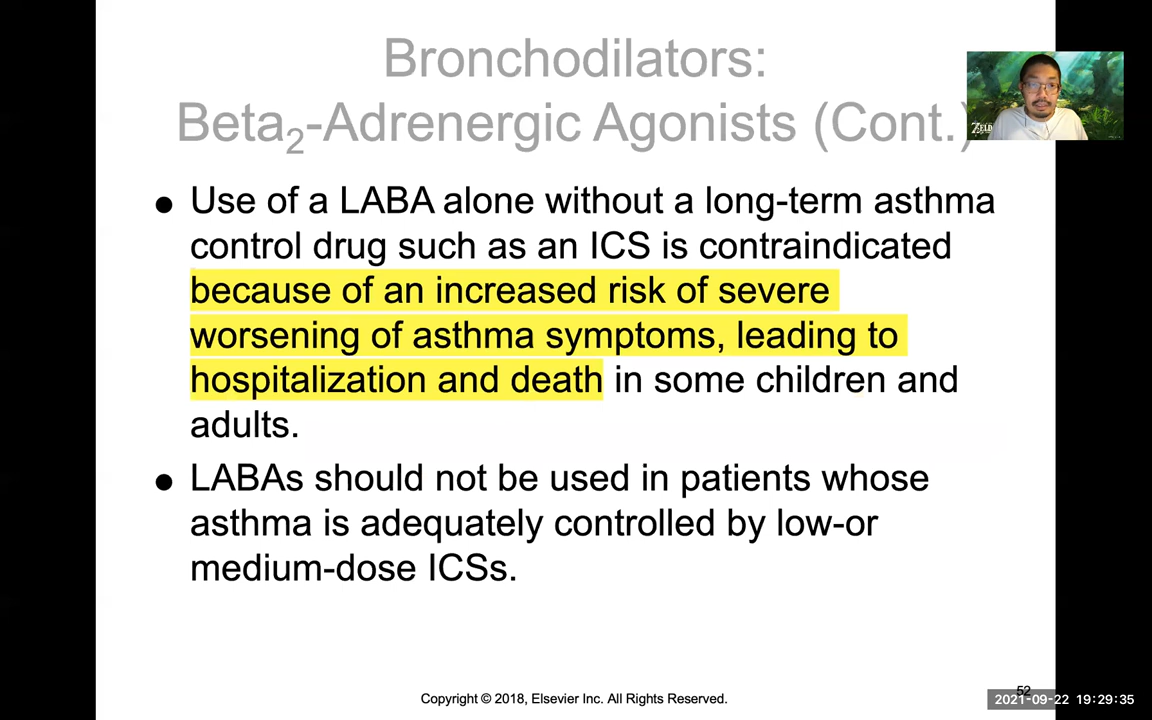 Bronchodilators:
Beta2-Adrenergic Agonists (Cont.)
● Use of a LABA alone without a long-term asthma
control drug such as an ICS is contraindicated
because of an increased risk of severe
worsening of asthma symptoms, leading to
hospitalization and death in some children and
adults.
● LABAs should not be used in patients whose
asthma is adequately controlled by low-or
medium-dose ICSs.
Copyright © 2018, Elsevier Inc. All Rights Reserved.
52
2021-09-22 19:29:35